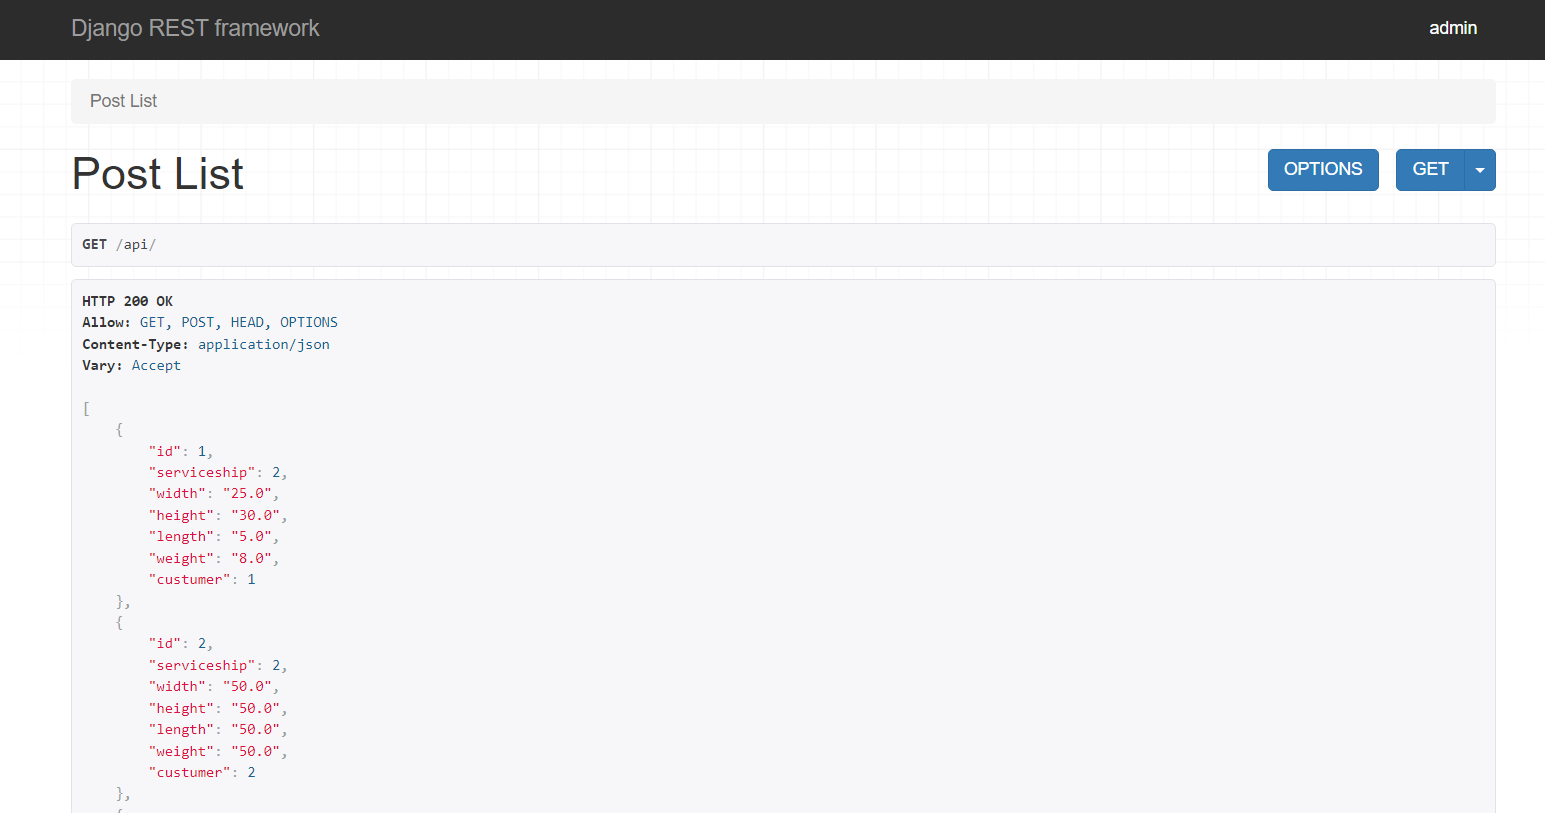 Django REST framework
admin
Post List
Post List
OPTIONS
GET
GET /api/
HTTP 200 OK
Allow: GET, POST, HEAD, OPTIONS
Content-Type: application/json
Vary: Accept
[
    {
        "id": 1,
        "serviceship": 2,
        "width": "25.0",
        "height": "30.0",
        "length": "5.0",
        "weight": "8.0",
        "custumer": 1
    },
    {
        "id": 2,
        "serviceship": 2,
        "width": "50.0",
        "height": "50.0",
        "length": "50.0",
        "weight": "50.0",
        "custumer": 2
    },